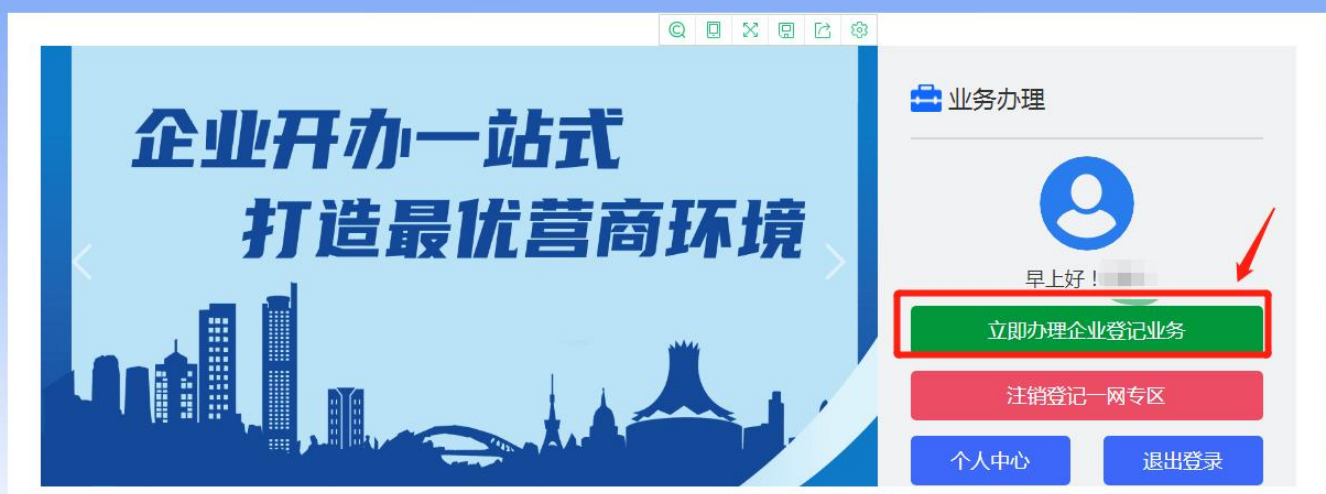 企业开办一站式
打造最优营商环境
业务办理
早上好！
立即办理企业登记业务
注销登记一网专区
个人中心
退出登录